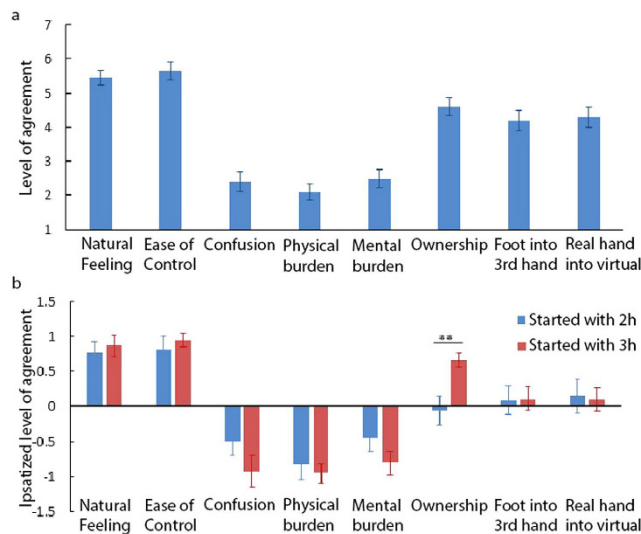 a
7
6
5
4
3
2
1
Level of agreement
Natural
Feeling
Ease of
Control
Confusion
Physical
burden
Mental
burden
Ownership
Foot into
3rd hand
Real hand
into virtual
b
1.5
1
0.5
0
-0.5
-1
-1.5
Ipsatized level of agreement
Started with 2h
Started with 3h
**
Natural
Feeling
Ease of
Control
Confusion
Physical
burden
Mental
burden
Ownership
Foot into
3rd hand
Real hand
into virtual